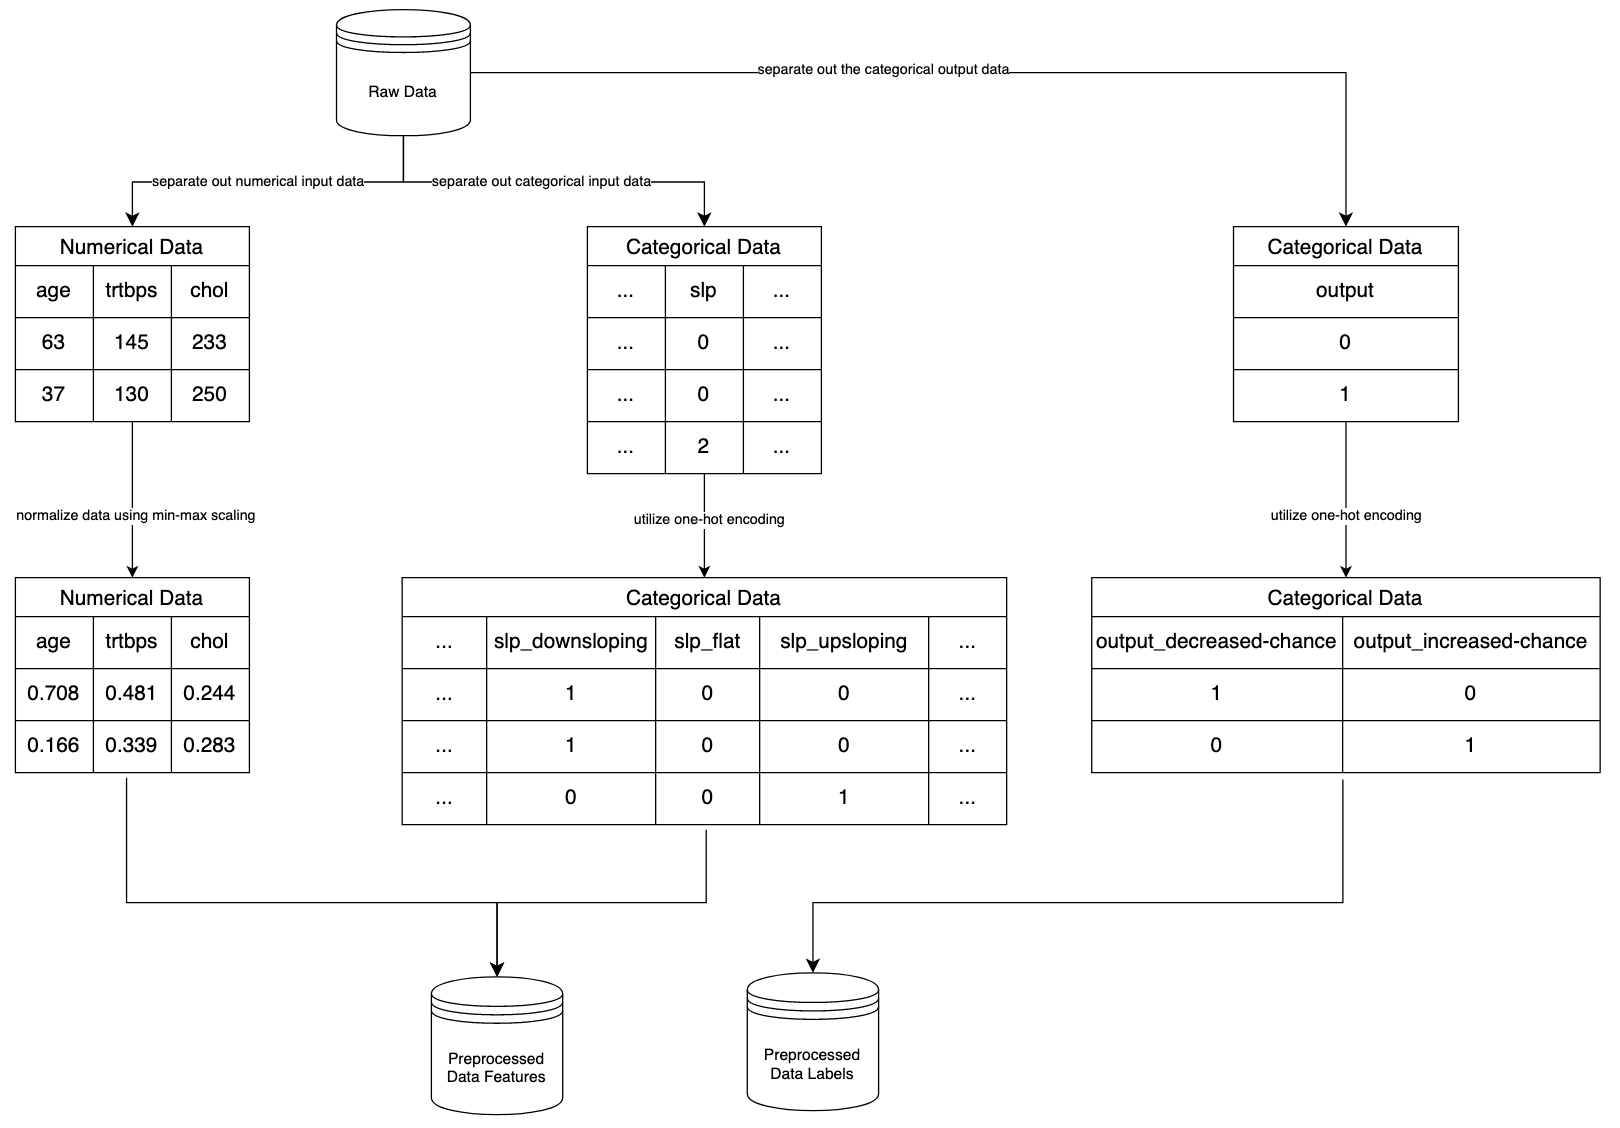 Raw Data
separate out the categorical output data
separate out numerical input data
separate out categorical input data
Numerical Data
age trtbps chol
63 145 233
37 130 250
Categorical Data
... slp ...
... 0 ...
... 0 ...
... 2 ...
Categorical Data
output
0
1
normalize data using min-max scaling
utilize one-hot encoding
utilize one-hot encoding
Numerical Data
age trtbps chol
0.708 0.481 0.244
0.166 0.339 0.283
Categorical Data
... slp_downsloping slp_flat slp_upsloping ...
... 1 0 0 ...
... 1 0 0 ...
... 0 0 1 ...
Categorical Data
output_decreased-chance output_increased-chance
1 0
0 1
Preprocessed
Data Features
Preprocessed
Data Labels